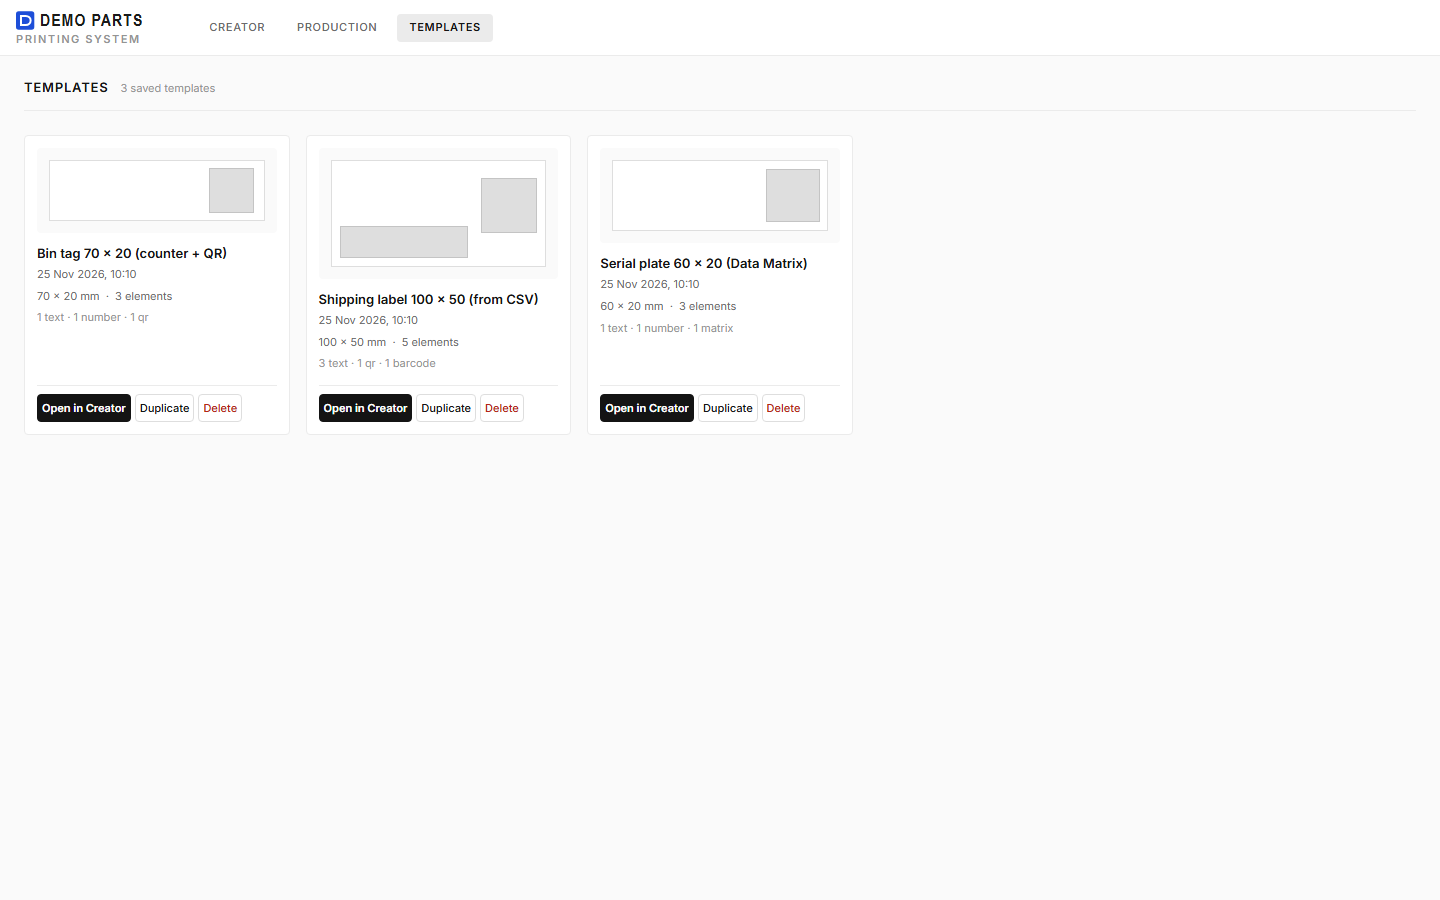 DEMO PARTS
PRINTING SYSTEM
CREATOR
PRODUCTION
TEMPLATES
TEMPLATES
3 saved templates
Bin tag 70 × 20 (counter + QR)
25 Nov 2026, 10:10
70 × 20 mm · 3 elements
1 text · 1 number · 1 qr
Open in Creator
Duplicate
Delete
Shipping label 100 × 50 (from CSV)
25 Nov 2026, 10:10
100 × 50 mm · 5 elements
3 text · 1 qr · 1 barcode
Open in Creator
Duplicate
Delete
Serial plate 60 × 20 (Data Matrix)
25 Nov 2026, 10:10
60 × 20 mm · 3 elements
1 text · 1 number · 1 matrix
Open in Creator
Duplicate
Delete